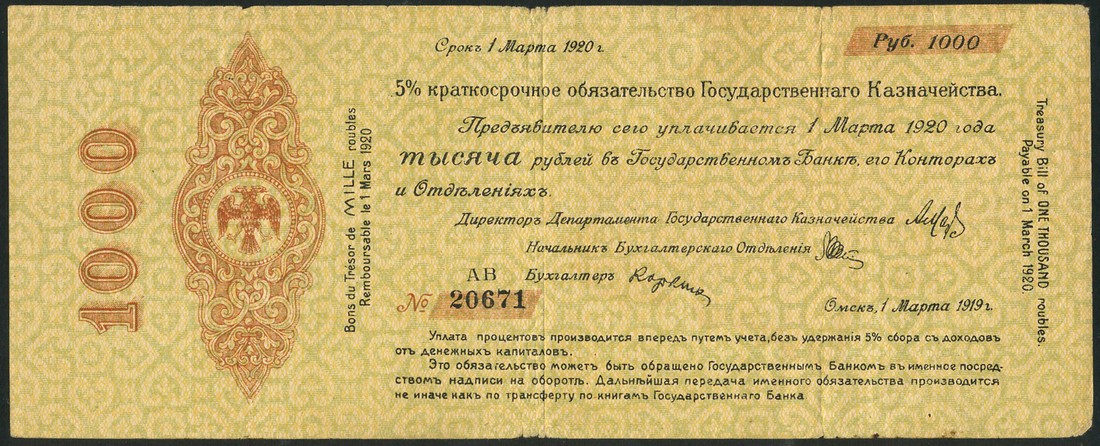 1000
Bons du Trésor de MILLE roubles
Remboursable le 1 Mars 1920
Срокъ 1 Марта 1920 г.
Руб. 1000
5% краткосрочное обязательство Государственнаго Казначейства.
Предъявителю сего уплачивается 1 Марта 1920 года
тысяча рублей въ Государственномъ Банкѣ, его Конторахъ
и Отдѣленіяхъ.
Директоръ Департамента Государственнаго Казначейства
Начальникъ Бухгалтерскаго Отдѣленія
АВ Бухгалтеръ
№ 20671
Омскъ, 1 Марта 1919 г.
Уплата процентовъ производится впередъ путемъ учета, безъ удержанія 5% сбора съ доходовъ
отъ денежныхъ капиталовъ.
Это обязательство можетъ быть обращено Государственнымъ Банкомъ въ именное посред-
ствомъ надписи на оборотѣ. Дальнѣйшая передача именного обязательства производится
не иначе какъ по трансферту по книгамъ Государственнаго Банка
Treasury Bill of ONE THOUSAND roubles.
Payable on 1 March 1920.